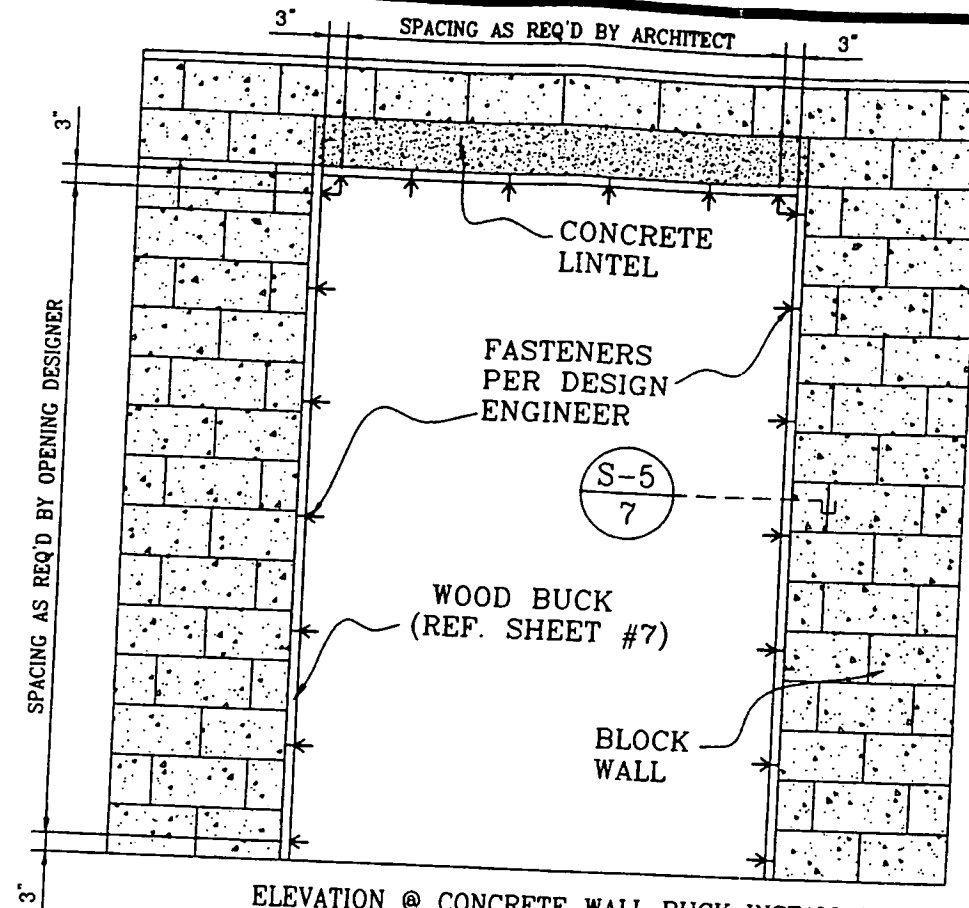 3"
SPACING AS REQ'D BY ARCHITECT
3"
3"
CONCRETE
LINTEL
FASTENERS
PER DESIGN
ENGINEER
SPACING AS REQ'D BY OPENING DESIGNER
S-5
7
WOOD BUCK
(REF. SHEET #7)
BLOCK
WALL
3"
ELEVATION @ CONCRETE WALL BUCK